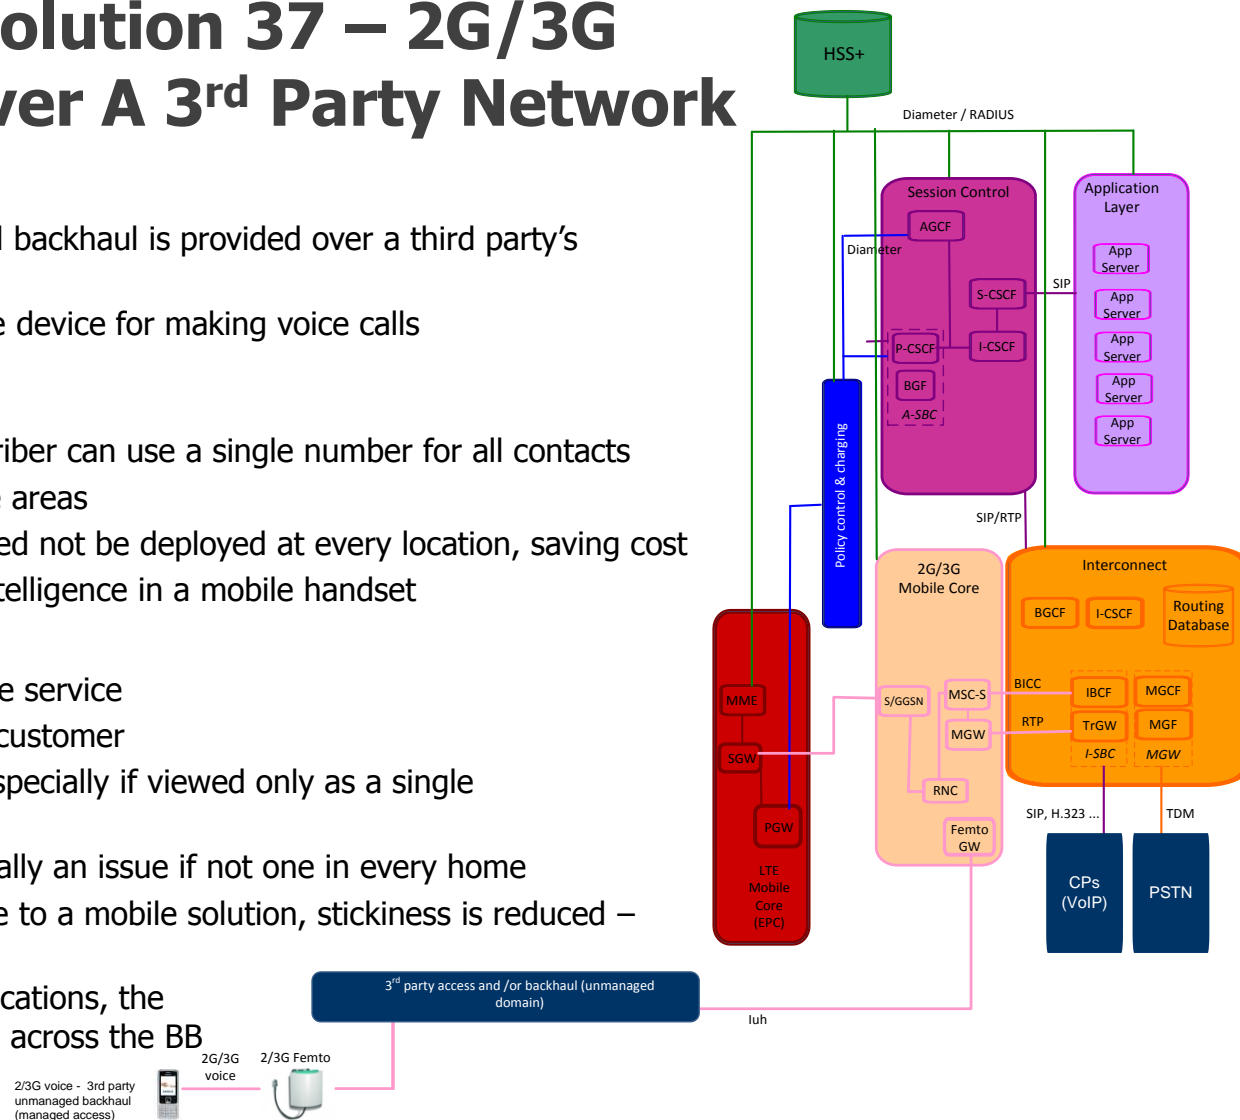 olution 37 – 2G/3G
ver A 3rd Party Network
l backhaul is provided over a third party's
e device for making voice calls
riber can use a single number for all contacts
e areas
ed not be deployed at every location, saving cost
telligence in a mobile handset
e service
customer
specially if viewed only as a single
ally an issue if not one in every home
e to a mobile solution, stickiness is reduced –
cations, the
across the BB
HSS+
Diameter / RADIUS
Session Control
AGCF
Diameter
S-CSCF
SIP
P-CSCF
I-CSCF
BGF
A-SBC
Application
Layer
App
Server
App
Server
App
Server
App
Server
App
Server
Policy control & charging
SIP/RTP
2G/3G
Mobile Core
S/GGSN
MSC-S
MGW
RNC
Femto
GW
BICC
RTP
Interconnect
BGCF
I-CSCF
Routing
Database
IBCF
MGCF
TrGW
MGF
I-SBC
MGW
SIP, H.323 ...
TDM
CPs
(VoIP)
PSTN
MME
SGW
PGW
LTE
Mobile
Core
(EPC)
3rd party access and /or backhaul (unmanaged
domain)
Iuh
2G/3G
voice
2/3G Femto
2/3G voice - 3rd party
unmanaged backhaul
(managed access)